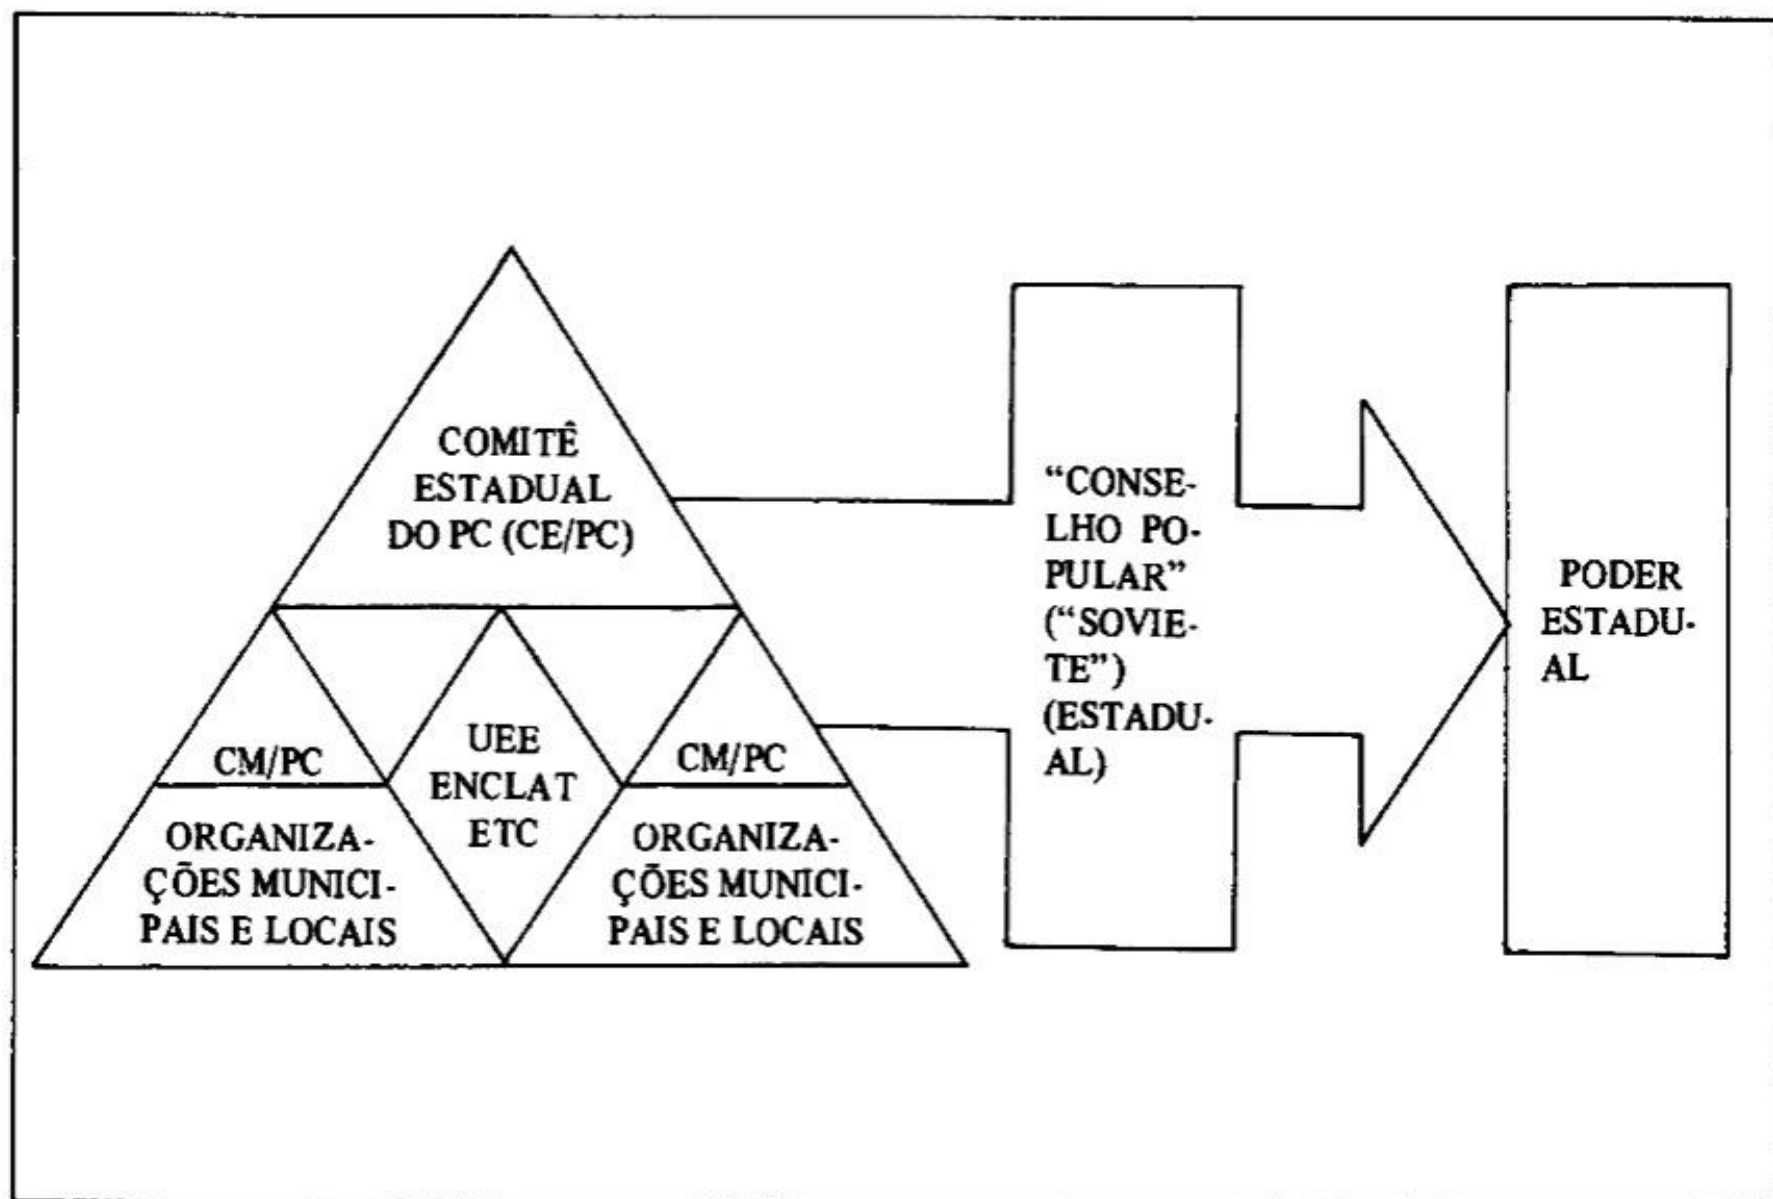 COMITÊ
ESTADUAL
DO PC (CE/PC)
CM/PC
UEE
ENCLAT
ETC
CM/PC
ORGANIZA-
ÇÕES MUNICI-
PAIS E LOCAIS
ORGANIZA-
ÇÕES MUNICI-
PAIS E LOCAIS
“CONSE-
LHO PO-
PULAR”
(“SOVIE-
TE”)
(ESTADU-
AL)
PODER
ESTADU-
AL